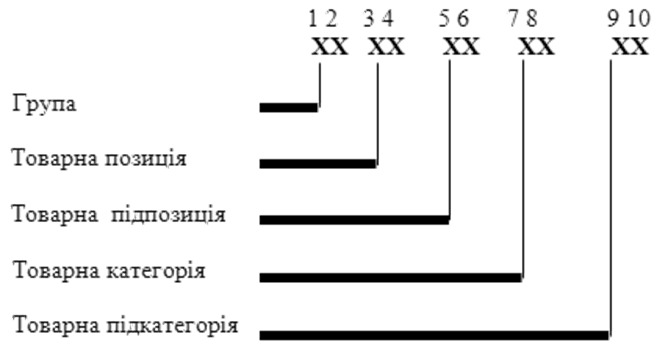 1 2 3 4 5 6 7 8 9 10
XX XX XX XX XX
Група
Товарна позиція
Товарна підпозиція
Товарна категорія
Товарна підкатегорія